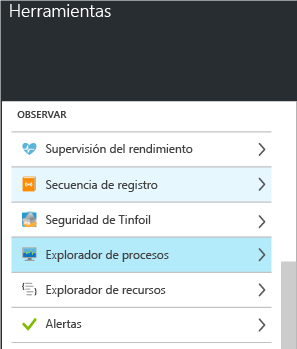 Herramientas
OBSERVAR
Supervisión del rendimiento
Secuencia de registro
Seguridad de Tinfoil
Explorador de procesos
Explorador de recursos
Alertas